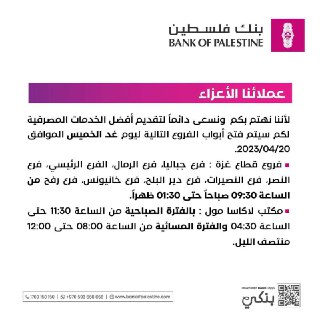 بنك فلسطين
BANK OF PALESTINE
عملائنا الأعزاء
لأننا نهتم بكم ونسعى دائماً لتقديم أفضل الخدمات المصرفية
لكم سيتم فتح أبواب الفروع التالية ليوم غد الخميس الموافق
2023/04/20.
فروع قطاع غزة : فرع جباليا، فرع الرمال، الفرع الرئيسي، فرع
النصر، فرع النصيرات، فرع دير البلح، فرع خانيونس، فرع رفح من
الساعة 09:30 صباحاً حتى 01:30 ظهراً.
مكتب لاكاسا مول : بالفترة الصباحية من الساعة 11:30 حتى
الساعة 04:30 والفترة المسائية من الساعة 08:00 حتى 12:00
منتصف الليل.
www.bankofpalestine.com
بنكي